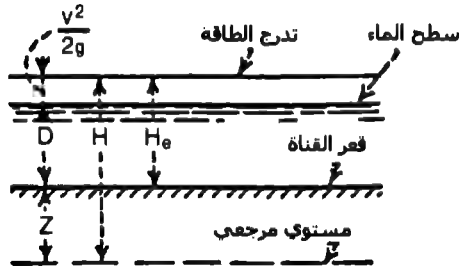 v²
2g
تدرج الطاقة
سطح الماء
D H Hₑ
قعر القناة
Z
مستوي مرجعي